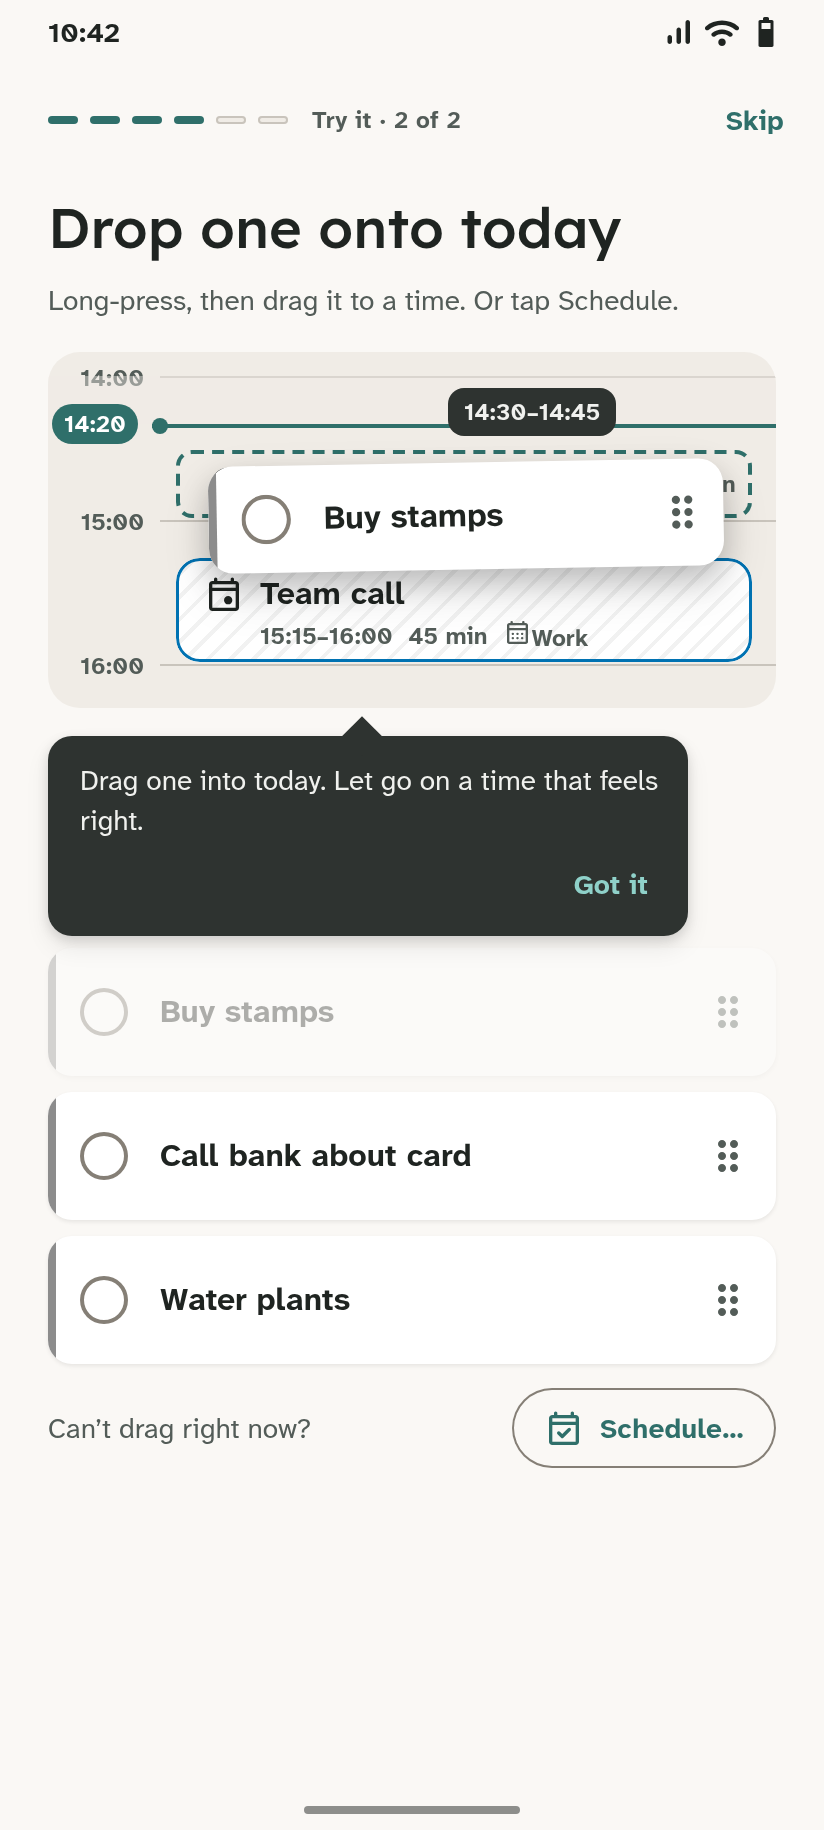 10:42
Try it · 2 of 2
Skip
Drop one onto today
Long-press, then drag it to a time. Or tap Schedule.
14:00
14:30–14:45
14:20
Buy stamps
15:00
Team call
15:15–16:00 45 min Work
16:00
Drag one into today. Let go on a time that feels
right.
Got it
Buy stamps
Call bank about card
Water plants
Can’t drag right now?
Schedule…